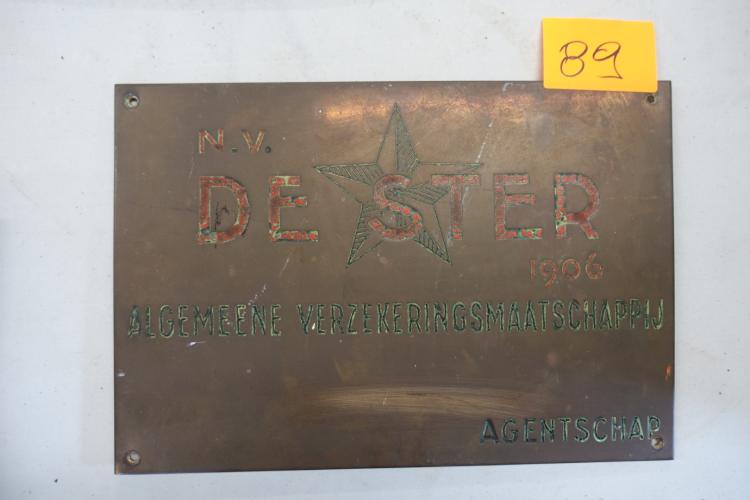 89
N.V.
DE STER
1906
ALGEMEENE VERZEKERINGSMAATSCHAPPIJ
AGENTSCHAP